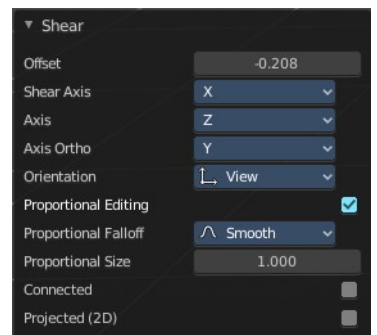 Shear
Offset -0.208
Shear Axis X
Axis Z
Axis Ortho Y
Orientation View
Proportional Editing
Proportional Falloff Smooth
Proportional Size 1.000
Connected
Projected (2D)